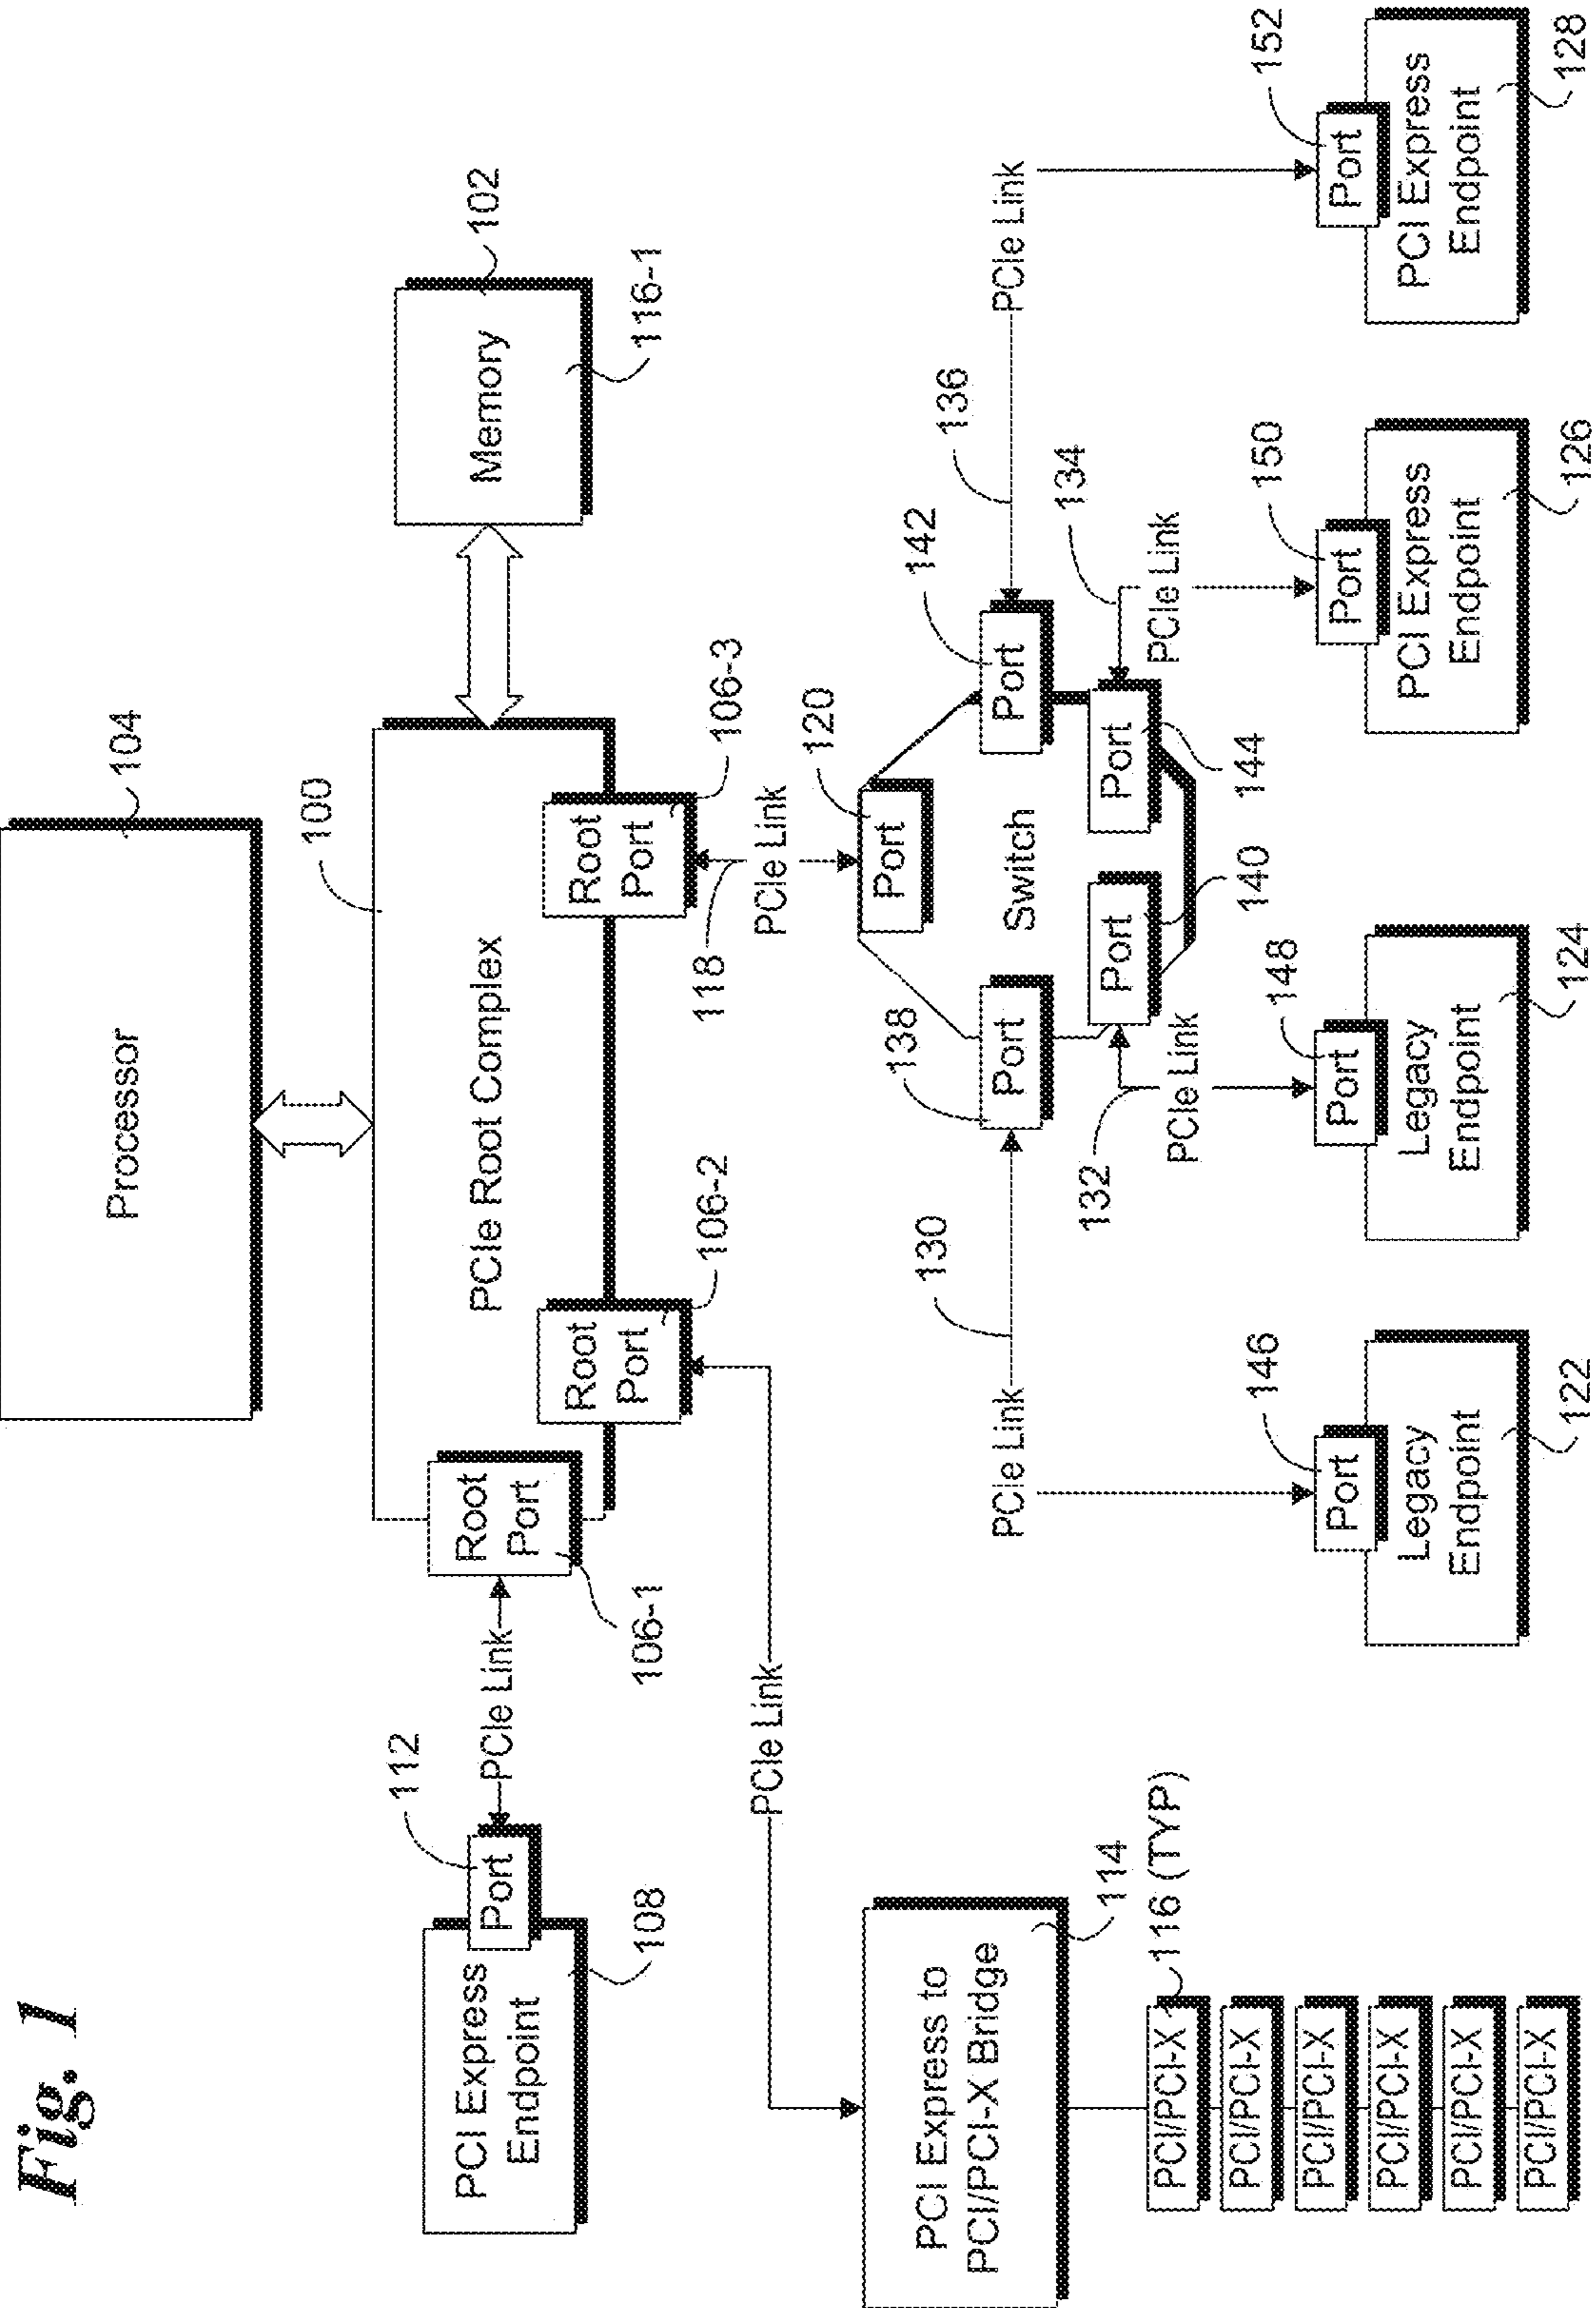 Fig. 1
Processor
104
100
PCIe Root Complex
Memory
102
116-1
PCI Express
Endpoint
108
Port
112
PCIe Link
Root
Port
106-1
Root
Port
106-2
Root
Port
106-3
PCIe Link
118
PCIe Link
PCI Express to
PCI/PCI-X Bridge
114
116 (TYP)
PCI/PCI-X
PCI/PCI-X
PCI/PCI-X
PCI/PCI-X
PCI/PCI-X
PCI/PCI-X
Port
120
Switch
Port
138
Port
140
Port
142
Port
144
PCIe Link
130
132
PCIe Link
134
PCIe Link
136
PCIe Link
146
Port
Legacy
Endpoint
122
148
Port
Legacy
Endpoint
124
150
Port
PCI Express
Endpoint
126
152
Port
PCI Express
Endpoint
128